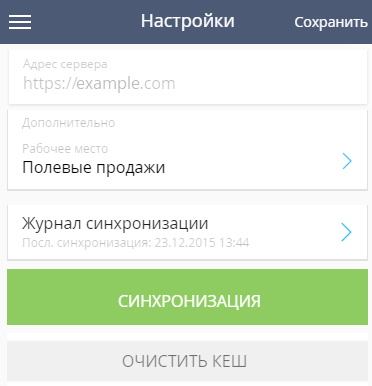 Настройки
Сохранить
Адрес сервера
https://example.com
Дополнительно
Рабочее место
Полевые продажи
Журнал синхронизации
Посл. синхронизация: 23.12.2015 13:44
СИНХРОНИЗАЦИЯ
ОЧИСТИТЬ КЕШ